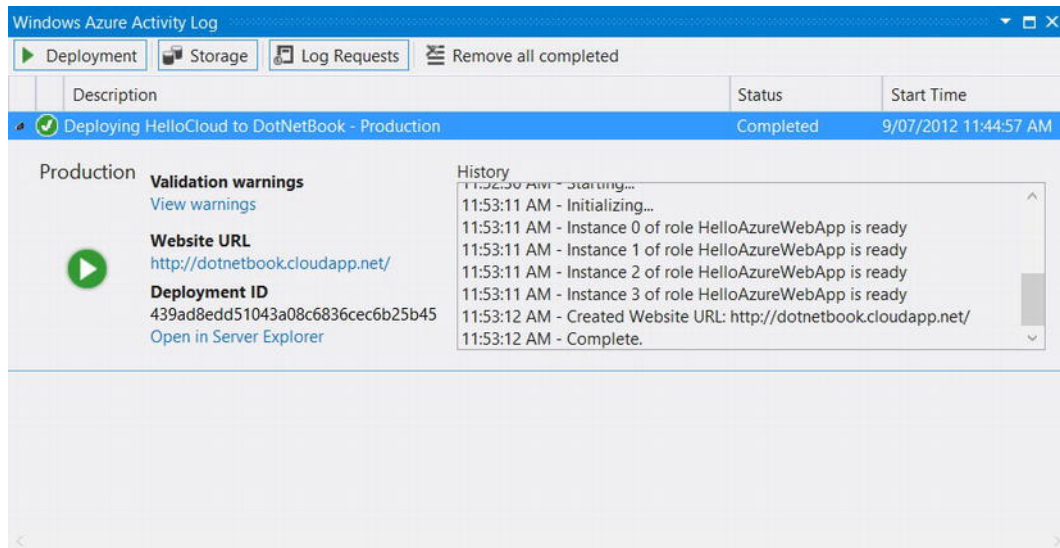 Windows Azure Activity Log
Deployment Storage Log Requests Remove all completed
Description Status Start Time
Deploying HelloCloud to DotNetBook - Production Completed 9/07/2012 11:44:57 AM
Production
Validation warnings
View warnings
Website URL
http://dotnetbook.cloudapp.net/
Deployment ID
439ad8edd51043a08c6836cec6b25b45
Open in Server Explorer
History
AM - Starting...
11:53:11 AM - Initializing...
11:53:11 AM - Instance 0 of role HelloAzureWebApp is ready
11:53:11 AM - Instance 1 of role HelloAzureWebApp is ready
11:53:11 AM - Instance 2 of role HelloAzureWebApp is ready
11:53:11 AM - Instance 3 of role HelloAzureWebApp is ready
11:53:12 AM - Created Website URL: http://dotnetbook.cloudapp.net/
11:53:12 AM - Complete.